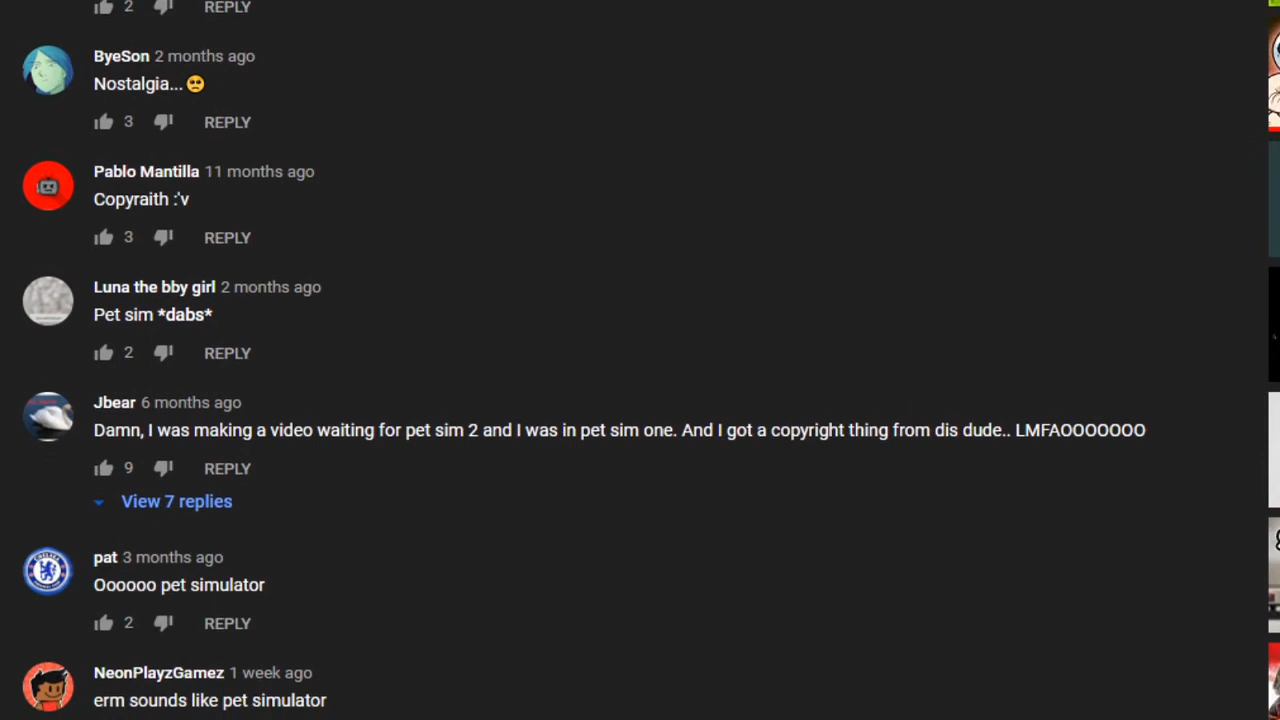 2 REPLY
ByeSon 2 months ago
Nostalgia...🥺
3 REPLY
Pablo Mantilla 11 months ago
Copyraith :'v
3 REPLY
Luna the bby girl 2 months ago
Pet sim *dabs*
2 REPLY
Jbear 6 months ago
Damn, I was making a video waiting for pet sim 2 and I was in pet sim one. And I got a copyright thing from dis dude.. LMFAOOOOOOO
9 REPLY
View 7 replies
pat 3 months ago
Oooooo pet simulator
2 REPLY
NeonPlayzGamez 1 week ago
erm sounds like pet simulator